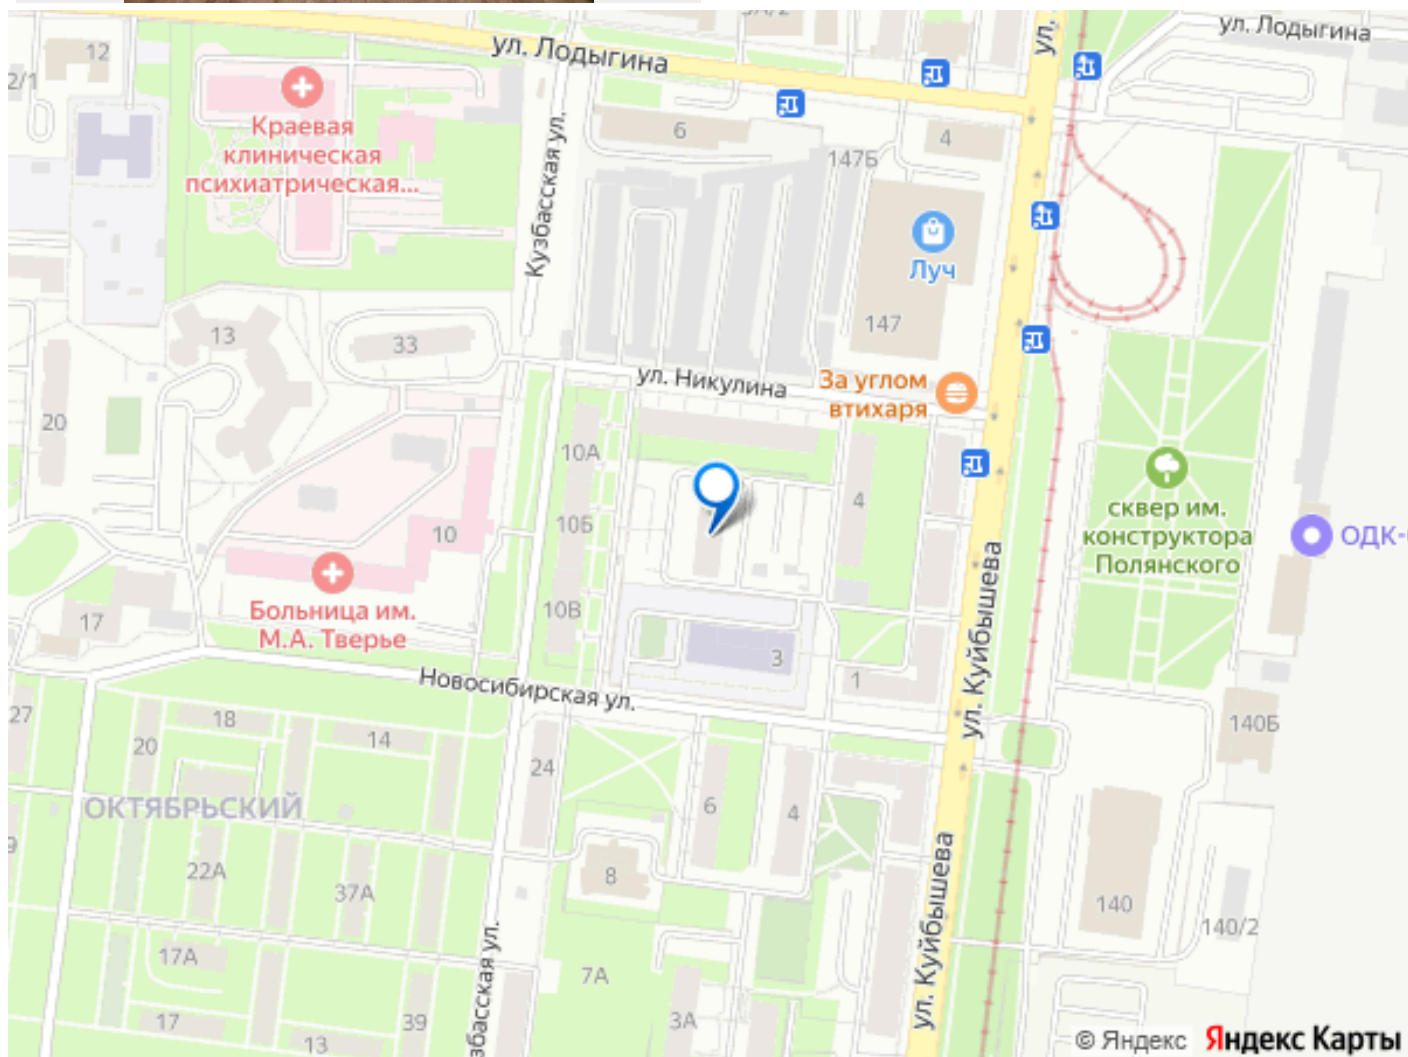 ул. Лодыгина
ул.
ул. Лодыгина
12
2/1
Краевая
клиническая
психиатрическая...
Кузбасская ул.
6
147Б
4
Луч
147
13
33
ул. Никулина
За углом
втихаря
20
10А
4
10Б
10
сквер им.
конструктора
Полянского
ОДК-
Больница им.
М.А. Тверье
17
10В
3
1
ул. Куйбышева
Новосибирская ул.
27
18
14
20
24
140Б
ОКТЯБРЬСКИЙ
6
4
9
22А
37А
8
ул. Куйбышева
140
140/2
17А
збасская ул.
7А
17
13
39
3А
© Яндекс Яндекс Карты